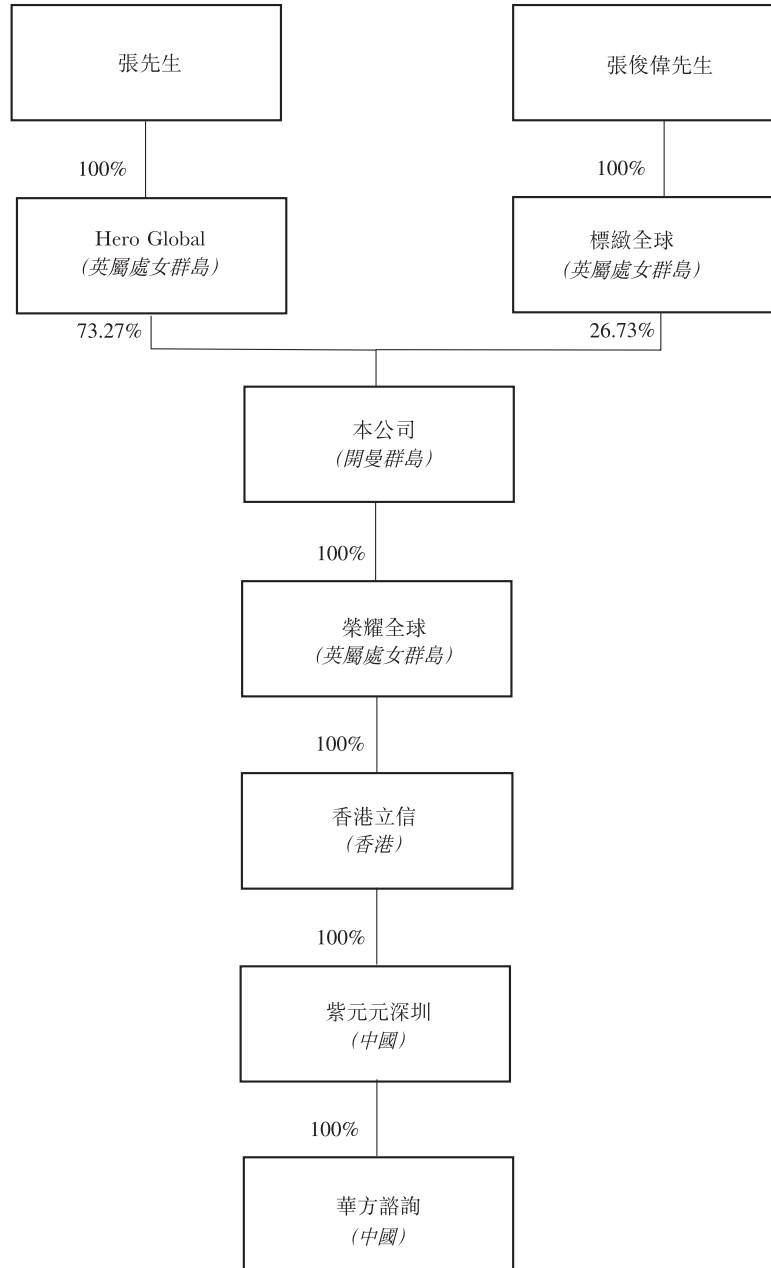 張先生
張俊偉先生
100%
100%
Hero Global
(英屬處女群島)
標緻全球
(英屬處女群島)
73.27%
26.73%
本公司
(開曼群島)
100%
榮耀全球
(英屬處女群島)
100%
香港立信
(香港)
100%
紫元元深圳
(中國)
100%
華方諮詢
(中國)